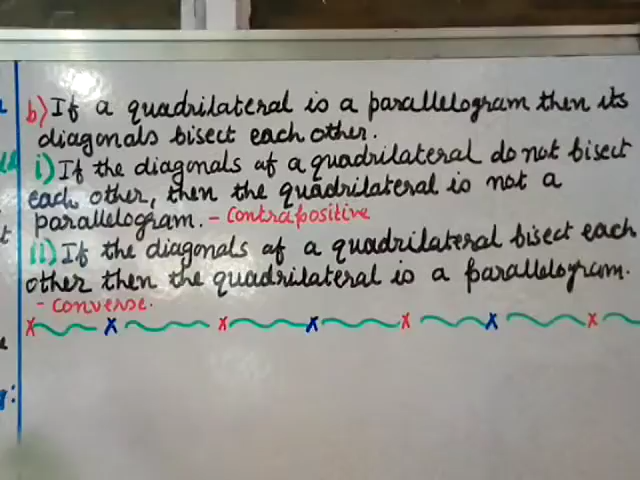 b) If a quadrilateral is a parallelogram then its
diagonals bisect each other.
i) If the diagonals of a quadrilateral do not bisect
each other, then the quadrilateral is not a
parallelogram. - contrapositive
ii) If the diagonals of a quadrilateral bisect each
other then the quadrilateral is a parallelogram.
- converse.